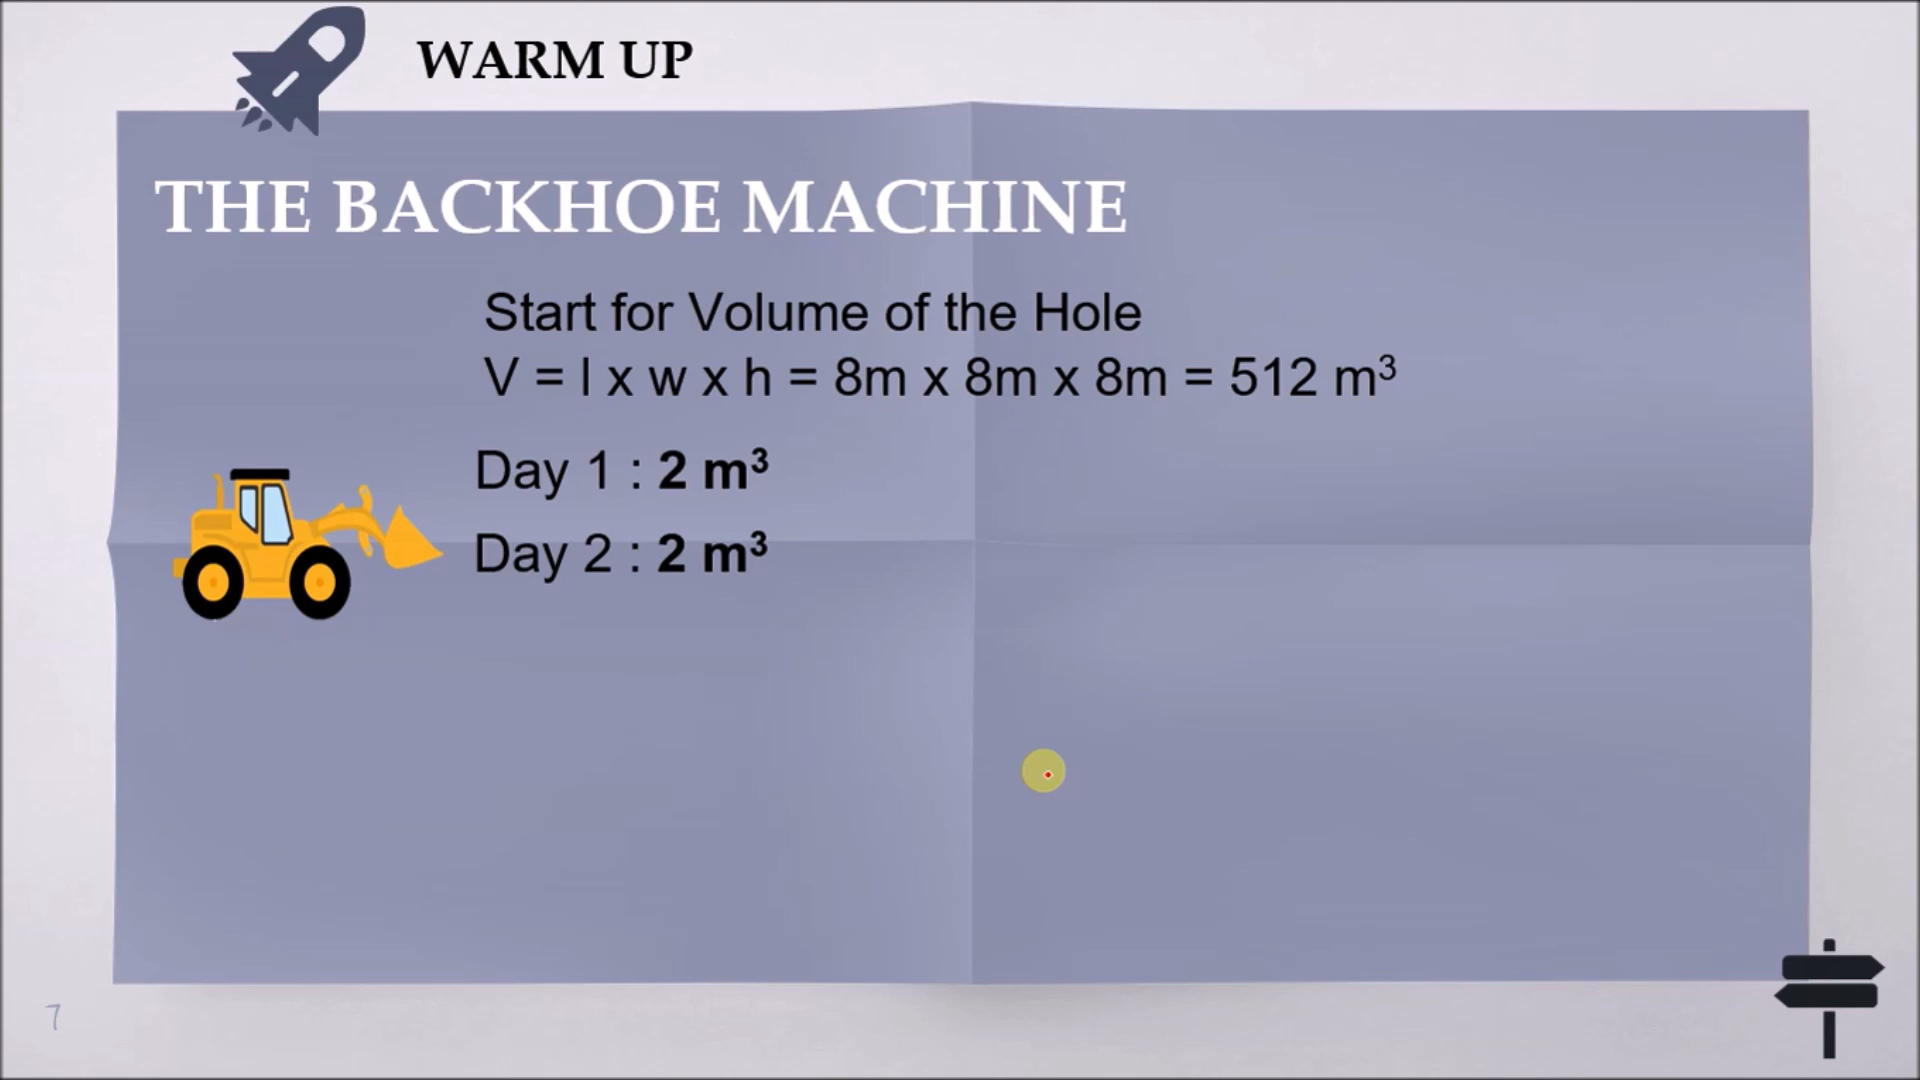 WARM UP
THE BACKHOE MACHINE
Start for Volume of the Hole
V = l x w x h = 8m x 8m x 8m = 512 m³
Day 1 : 2 m³
Day 2 : 2 m³
7